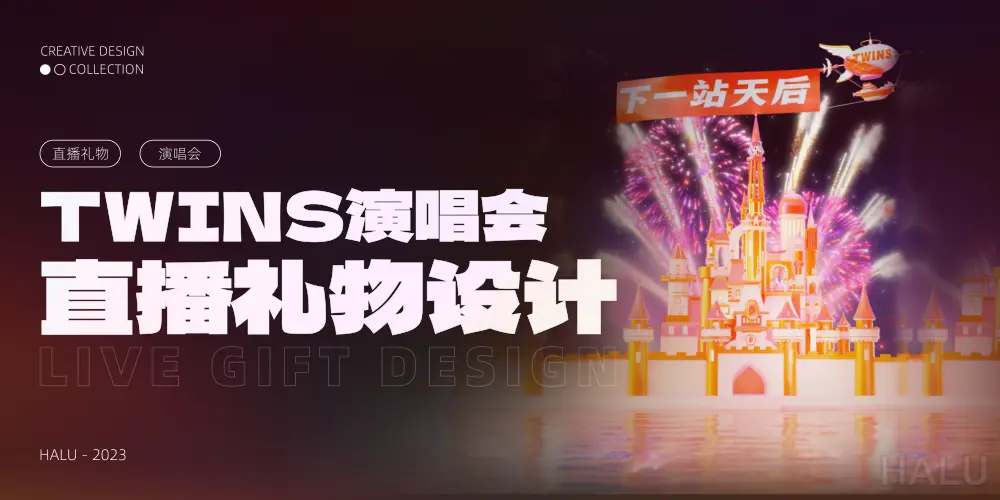 CREATIVE DESIGN
COLLECTION
直播礼物
演唱会
TWINS演唱会
直播礼物设计
LIVE GIFT DESIGN
HALU - 2023
下一站天后
TWINS
HALU